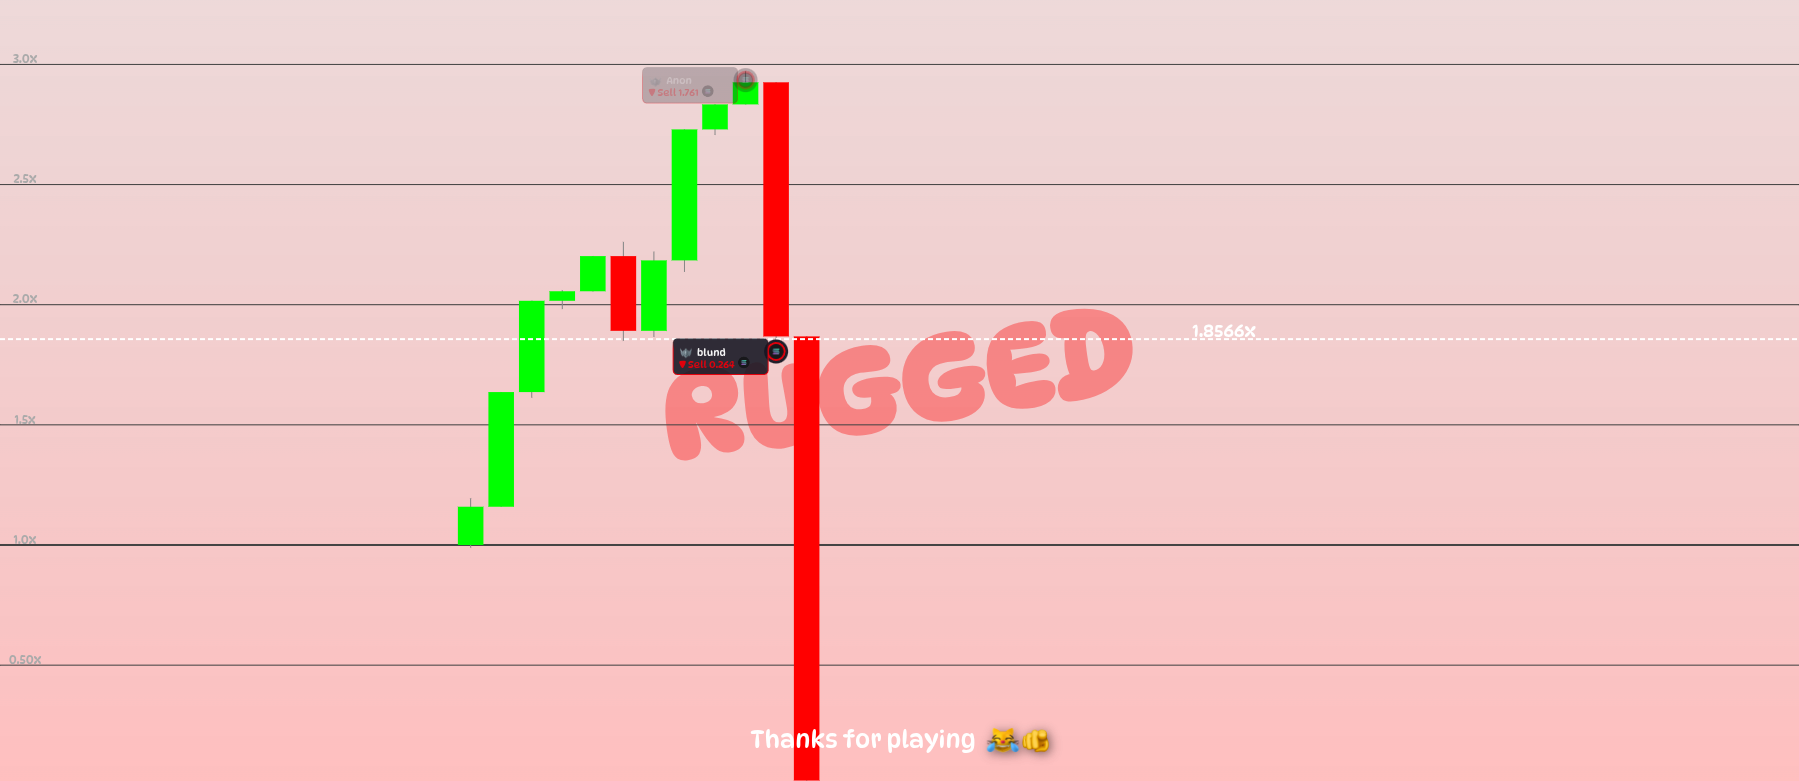 3.0x
Anon
Sell 1.761
2.5x
2.0x
1.8566x
blund
Sell 0.264
RUGGED
1.5x
1.0x
0.50x
Thanks for playing 😹🫵